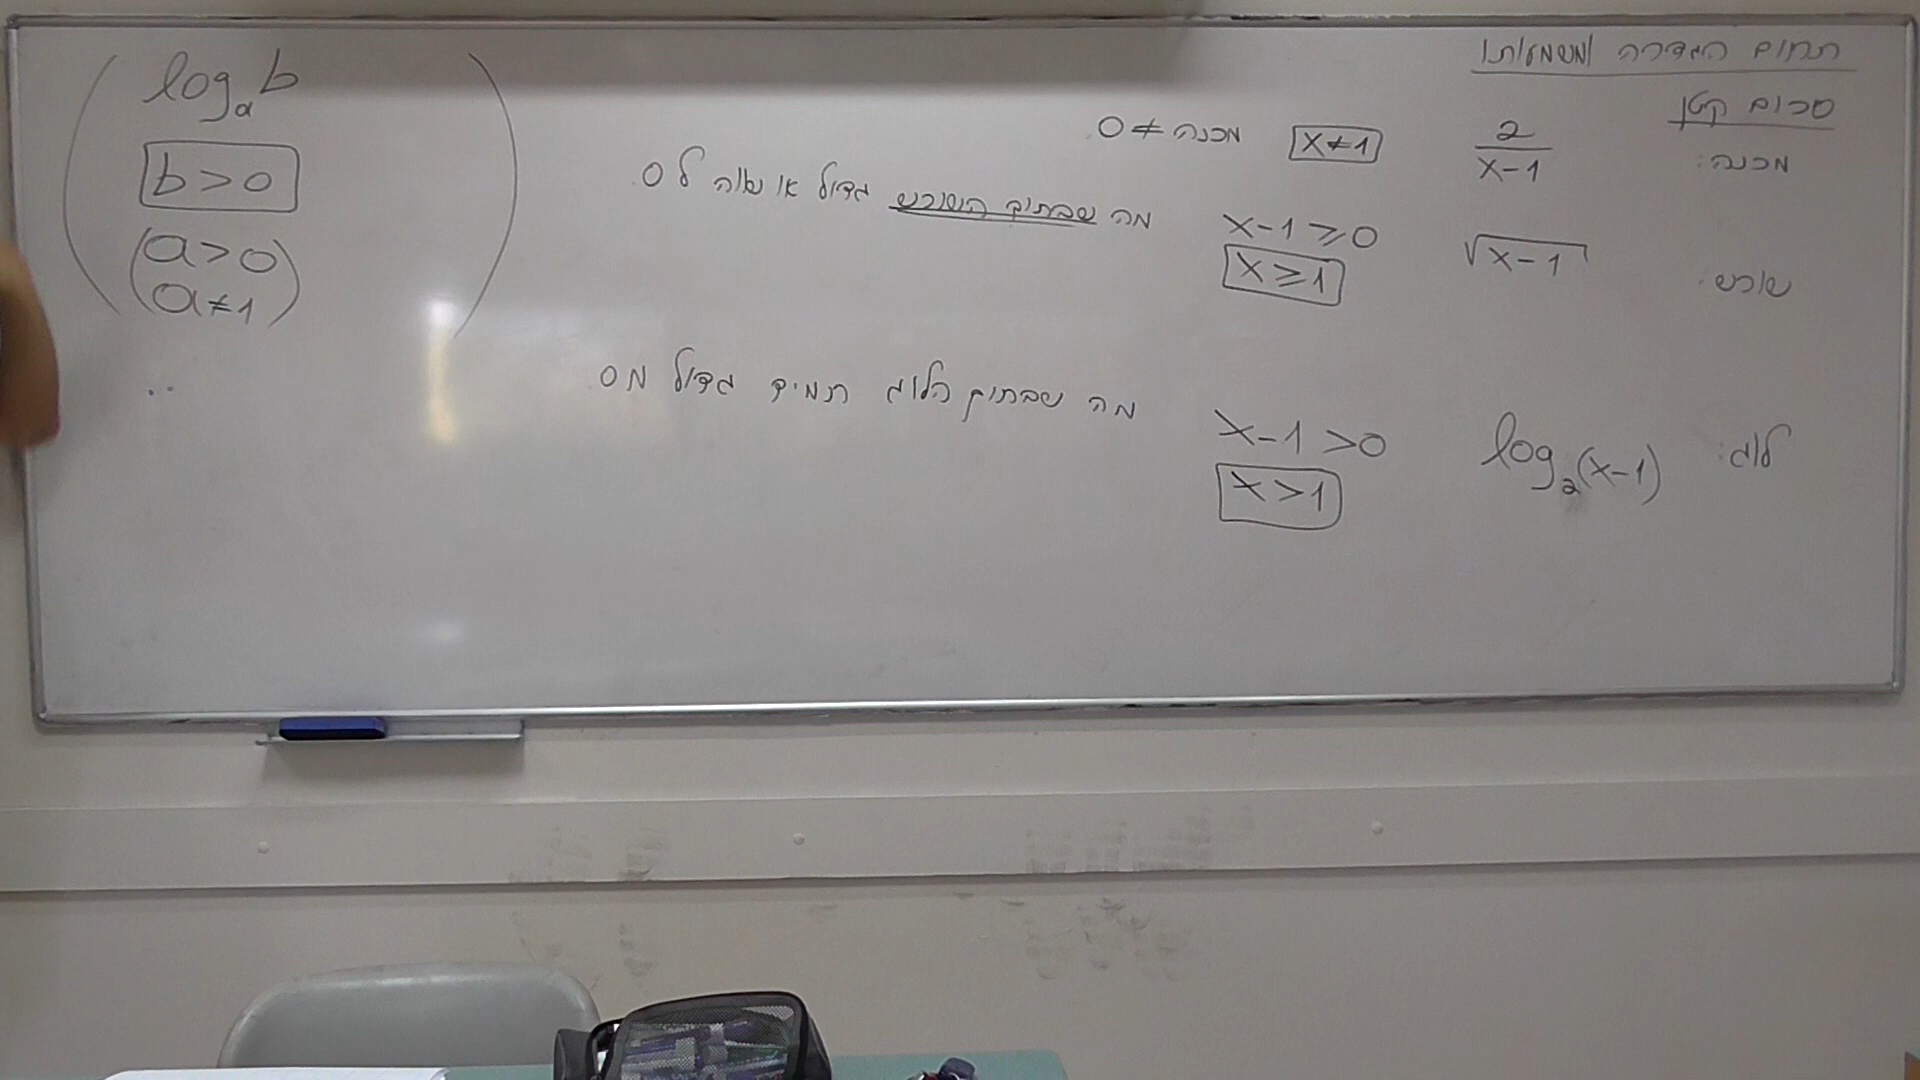 תחום הגדרה ומשמעותו
סכום קטן
מכנה: 2/(x-1) x≠1 מכנה ≠ 0
שורש: √(x-1) x-1≥0 מה שבתוך השורש גדול או שווה ל 0.
x≥1
לוג: log₂(x-1) x-1>0 מה שבתוך הלוג תמיד גדול מ 0.
x>1
(logₐb
b>0
(a>0
a≠1))